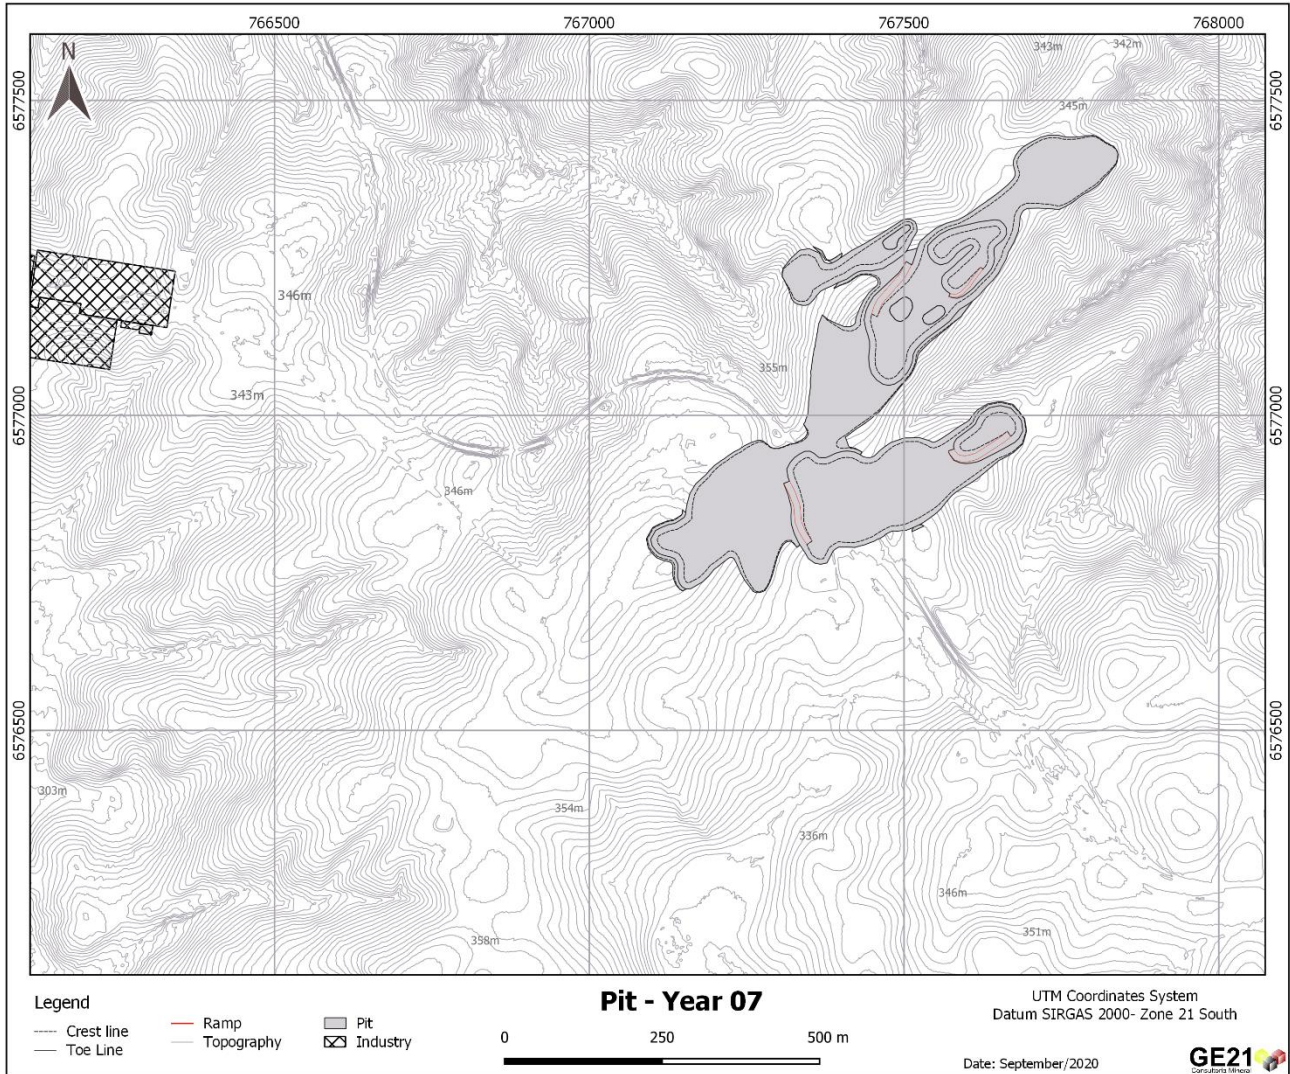 766500 767000 767500 768000
N
343m 342m
6577500 6577500
345m
346m
355m
343m
6577000 6577000
346m
6576500 6576500
303m
354m
336m
346m
351m
358m
Legend
Crest line
Toe Line
Ramp
Topography
Pit
Industry
Pit - Year 07
0 250 500 m
UTM Coordinates System
Datum SIRGAS 2000- Zone 21 South
Date: September/2020
GE21
Consultoria Mineral